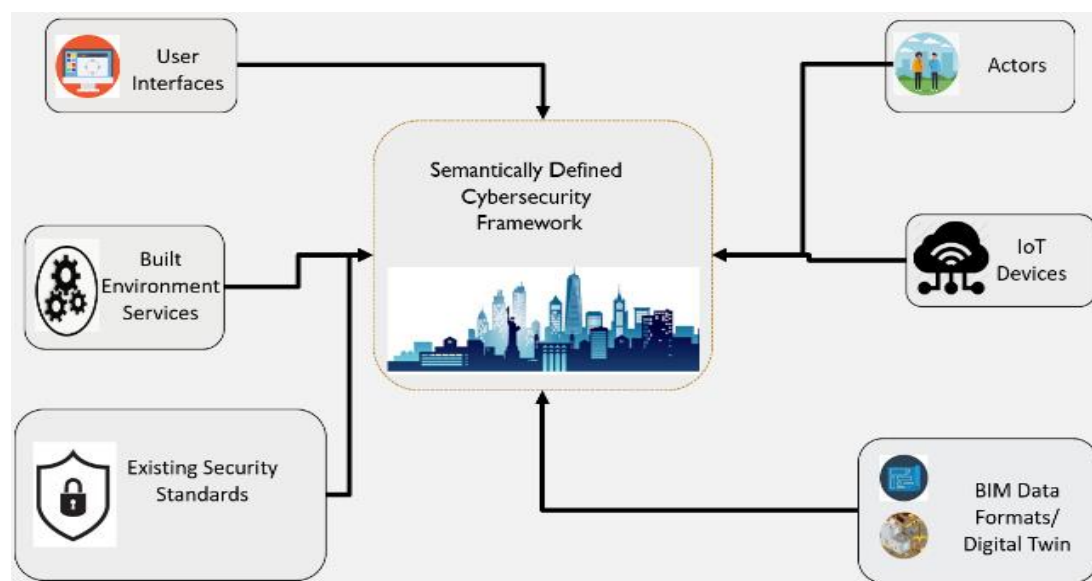 User
Interfaces
Actors
Semantically Defined
Cybersecurity
Framework
Built
Environment
Services
IoT
Devices
Existing Security
Standards
BIM Data
Formats/
Digital Twin